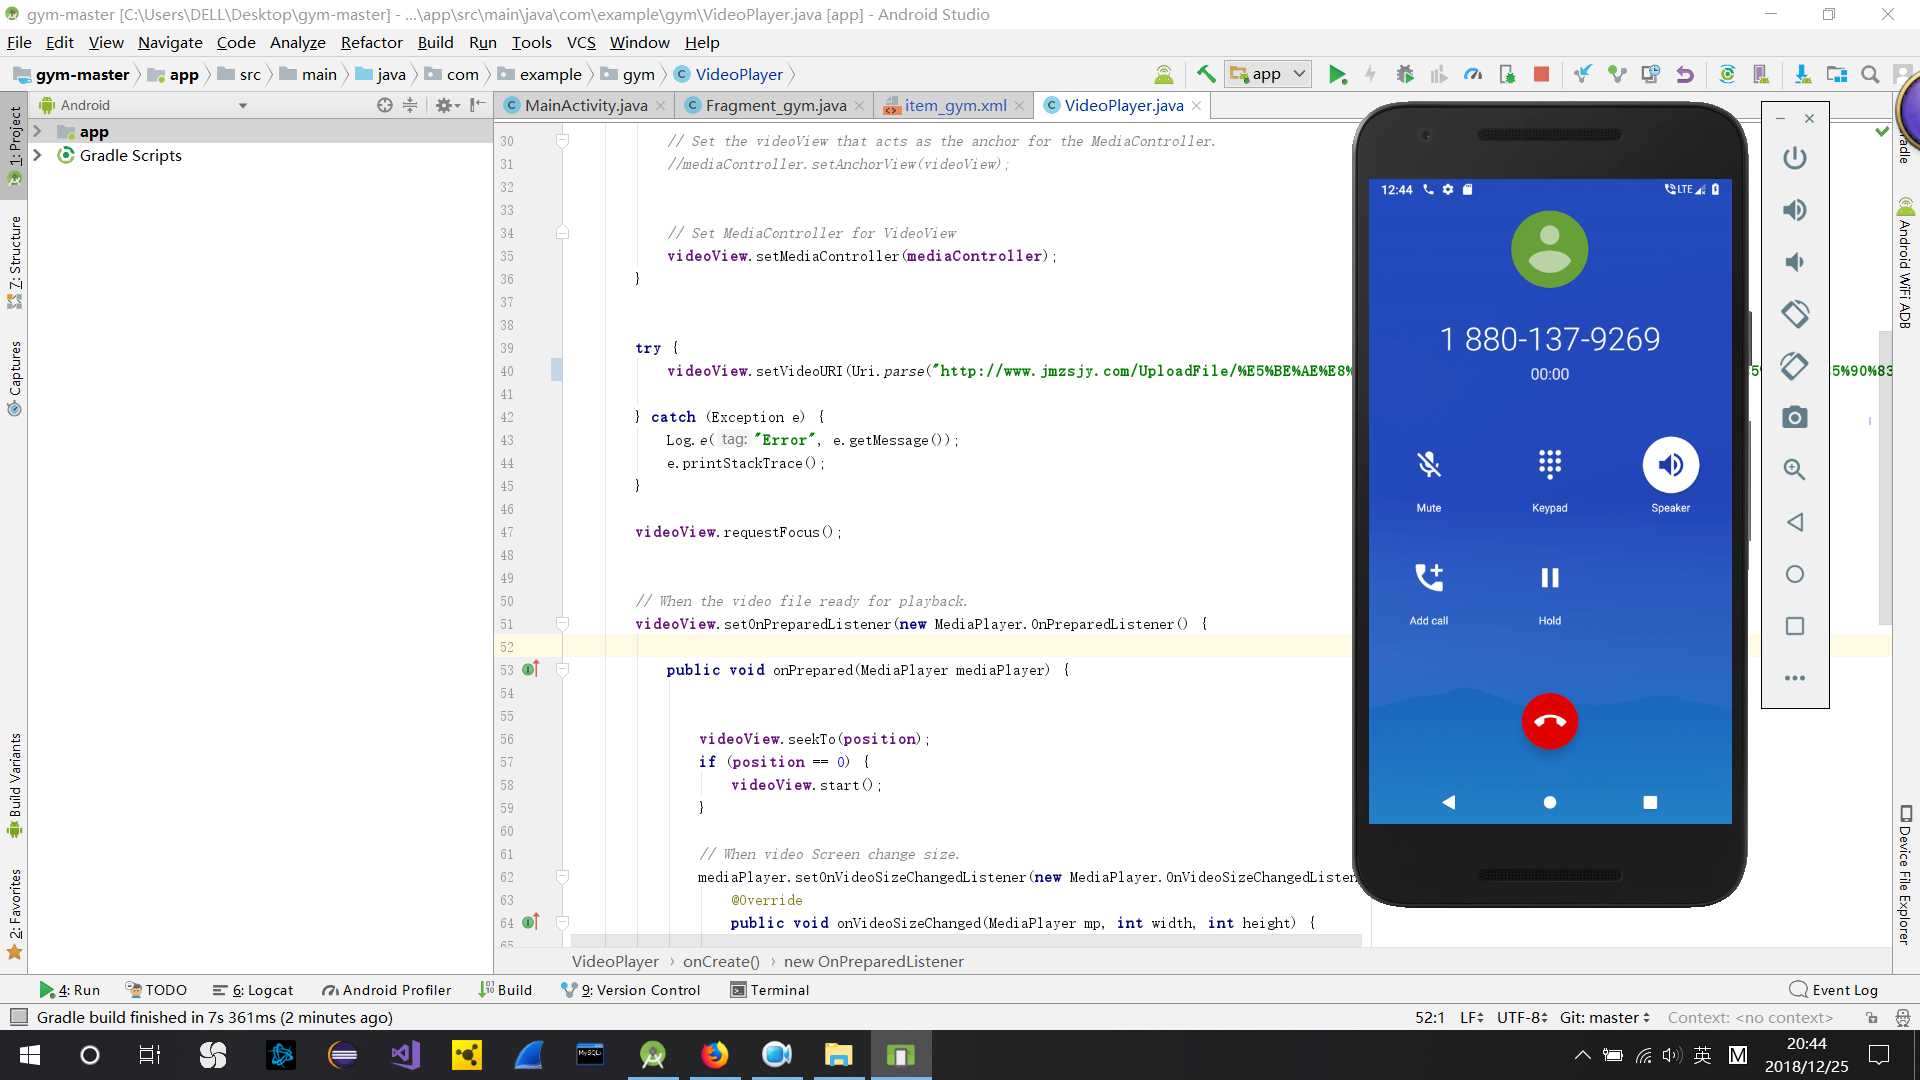 gym-master [C:\Users\DELL\Desktop\gym-master] - ...\app\src\main\java\com\example\gym\VideoPlayer.java [app] - Android Studio
File Edit View Navigate Code Analyze Refactor Build Run Tools VCS Window Help
gym-master app src main java com example gym VideoPlayer
app
Android
MainActivity.java Fragment_gym.java item_gym.xml VideoPlayer.java
app
Gradle Scripts
1: Project
7: Structure
Captures
Build Variants
2: Favorites
30 // Set the videoView that acts as the anchor for the MediaController.
31 //mediaController.setAnchorView(videoView);
32
33
34 // Set MediaController for VideoView
35 videoView.setMediaController(mediaController);
36 }
37
38
39 try {
40 videoView.setVideoURI(Uri.parse("http://www.jmzsjy.com/UploadFile/%E5%BE%AE%E8%
41
42 } catch (Exception e) {
43 Log.e( tag: "Error", e.getMessage());
44 e.printStackTrace();
45 }
46
47 videoView.requestFocus();
48
49
50 // When the video file ready for playback.
51 videoView.setOnPreparedListener(new MediaPlayer.OnPreparedListener() {
52
53 public void onPrepared(MediaPlayer mediaPlayer) {
54
55
56 videoView.seekTo(position);
57 if (position == 0) {
58 videoView.start();
59 }
60
61 // When video Screen change size.
62 mediaPlayer.setOnVideoSizeChangedListener(new MediaPlayer.OnVideoSizeChangedListen
63 @Override
64 public void onVideoSizeChanged(MediaPlayer mp, int width, int height) {
65
VideoPlayer › onCreate() › new OnPreparedListener
12:44 LTE
1 880-137-9269
00:00
Mute Keypad Speaker
Add call Hold
5%90%83
Android WiFi ADB
Device File Explorer
4: Run TODO 6: Logcat Android Profiler Build 9: Version Control Terminal Event Log
Gradle build finished in 7s 361ms (2 minutes ago) 52:1 LF UTF-8 Git: master Context: <no context>
MySQL
英 M
20:44
2018/12/25